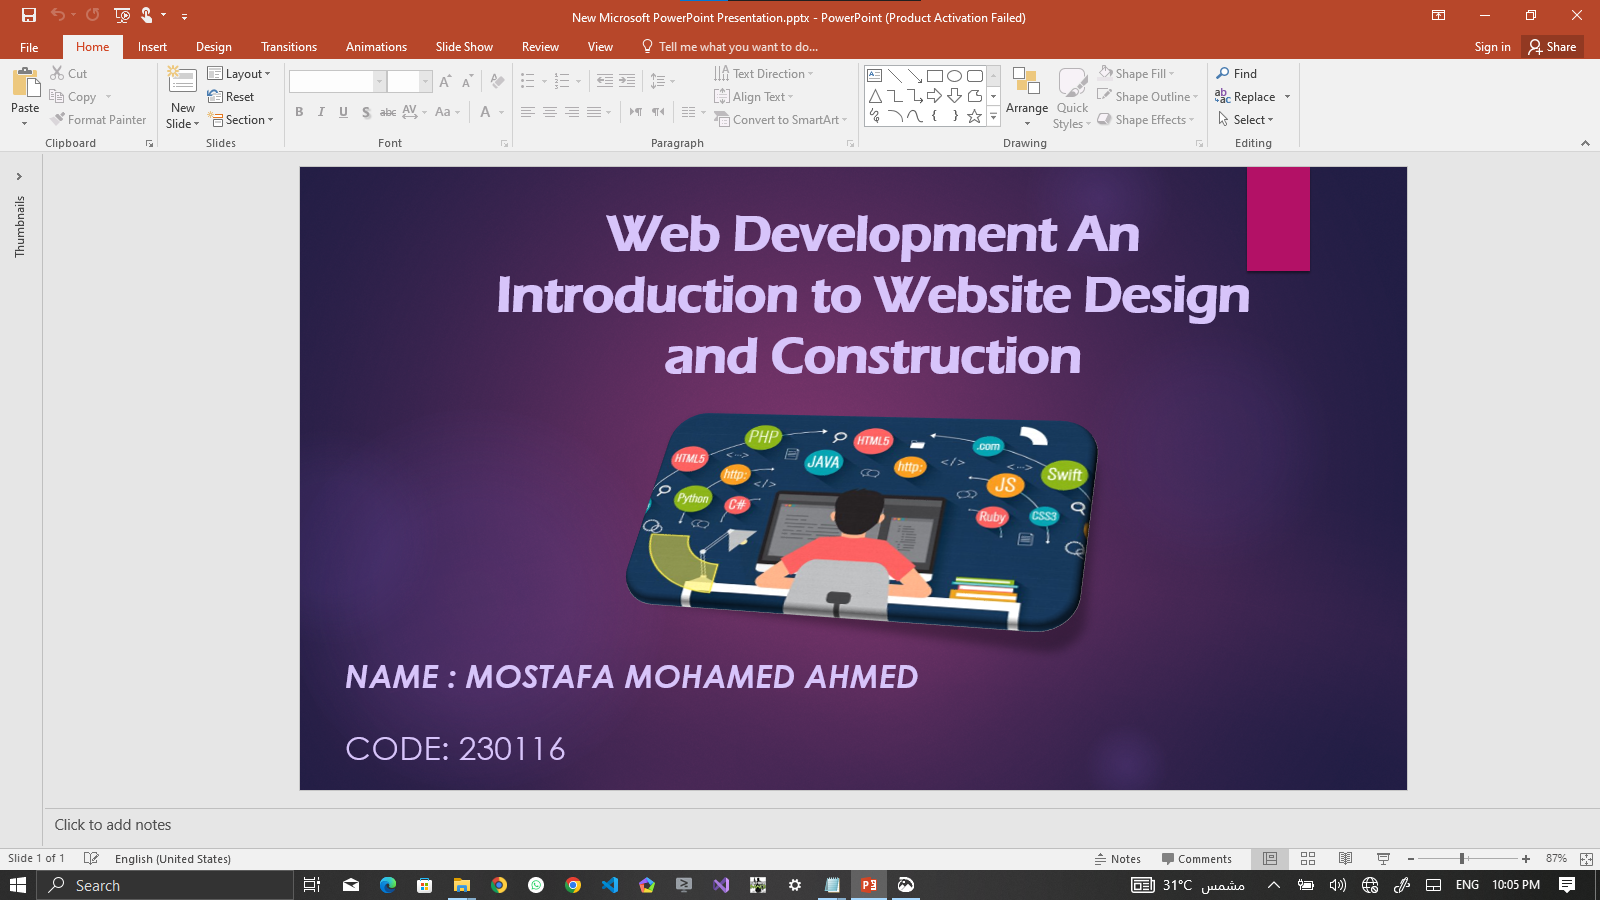 New Microsoft PowerPoint Presentation.pptx - PowerPoint (Product Activation Failed)
File Home Insert Design Transitions Animations Slide Show Review View Tell me what you want to do... Sign in Share
Paste
Cut
Copy
Format Painter
Clipboard
New Slide
Layout
Reset
Section
Slides
B I U S abc AV Aa A
Font
Text Direction
Align Text
Convert to SmartArt
Paragraph
Arrange
Quick Styles
Shape Fill
Shape Outline
Shape Effects
Drawing
Find
Replace
Select
Editing
Thumbnails
Web Development An
Introduction to Website Design
and Construction
PHP
HTML5
.com
HTML5
JAVA
http:
http:
Swift
JS
Python
C#
Ruby
CSS3
NAME : MOSTAFA MOHAMED AHMED
CODE: 230116
Click to add notes
Slide 1 of 1 English (United States) Notes Comments 87%
Search 31°C مشمس ENG 10:05 PM